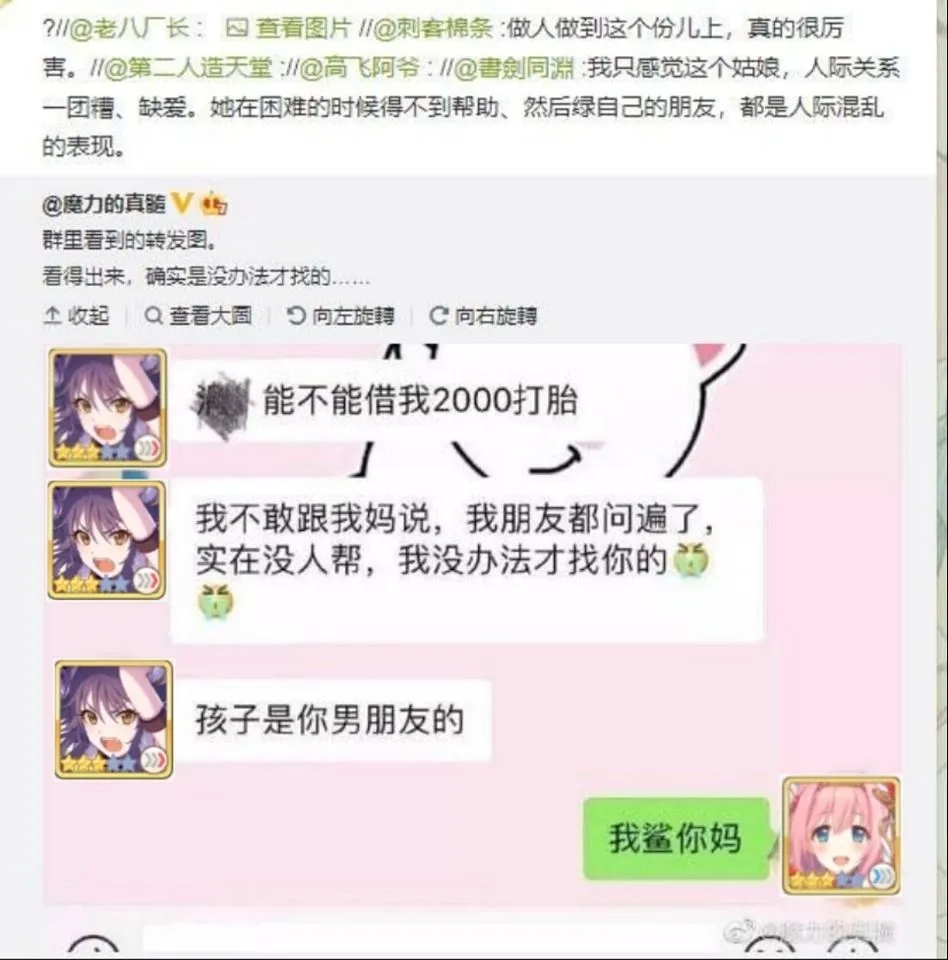 ?//@老八厂长： 查看图片 //@刺客棉条 :做人做到这个份儿上，真的很厉
害。//@第二人造天堂 ://@高飞阿爷 : //@書劍同淵 :我只感觉这个姑娘，人际关系
一团糟、缺爱。她在困难的时候得不到帮助、然后绿自己的朋友，都是人际混乱
的表现。
@魔力的真髓
群里看到的转发图。
看得出来，确实是没办法才找的……
收起 查看大圖 向左旋轉 向右旋轉
能不能借我2000打胎
我不敢跟我妈说，我朋友都问遍了，
实在没人帮，我没办法才找你的
孩子是你男朋友的
我鲨你妈